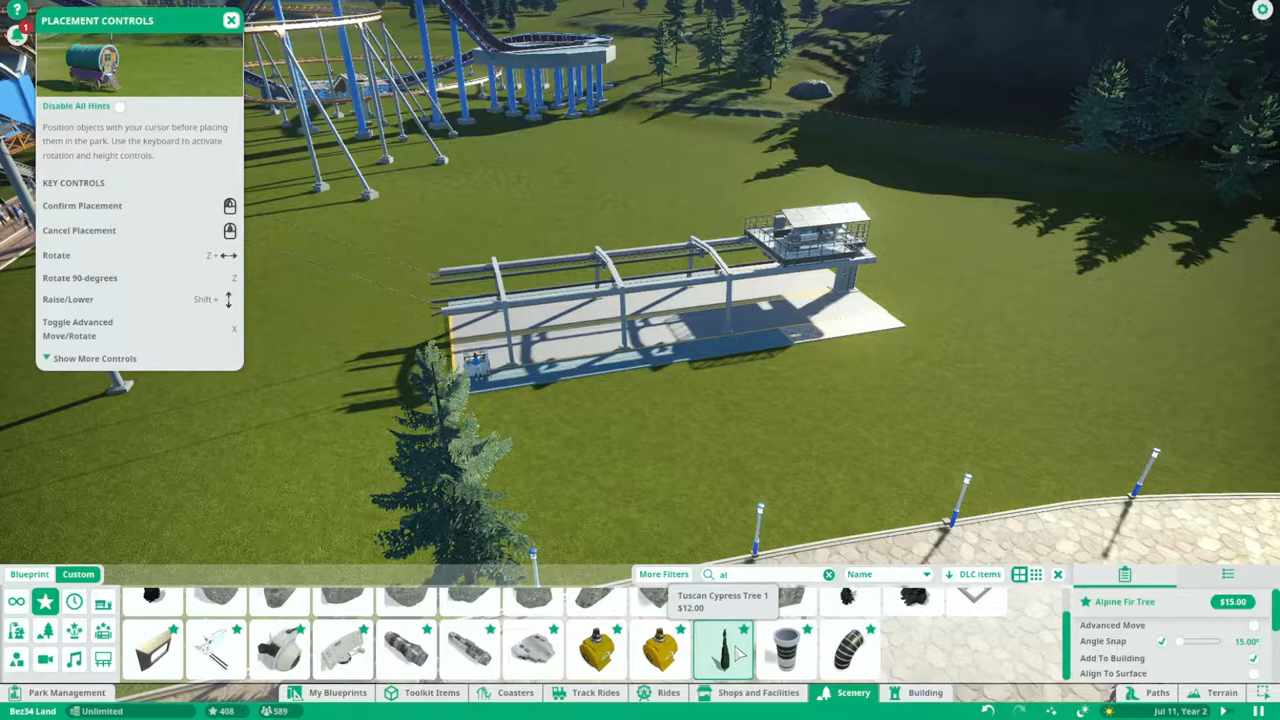 ?
PLACEMENT CONTROLS
Disable All Hints
Position objects with your cursor before placing
them in the park. Use the keyboard to activate
rotation and height controls.
KEY CONTROLS
Confirm Placement
Cancel Placement
Rotate Z +
Rotate 90-degrees Z
Raise/Lower Shift +
Toggle Advanced
Move/Rotate X
Show More Controls
Blueprint Custom More Filters al Name DLC items
Tuscan Cypress Tree 1
$12.00
Alpine Fir Tree $15.00
Advanced Move
Angle Snap 15.00°
Add To Building
Align To Surface
Park Management My Blueprints Toolkit Items Coasters Track Rides Rides Shops and Facilities Scenery Building Paths Terrain
Bez34 Land Unlimited 408 589 Jul 11, Year 2